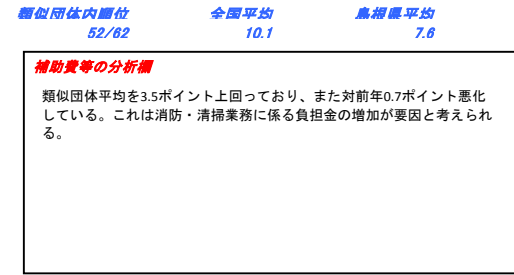 類似団体内順位 全国平均 島根県平均
52/62 10.1 7.6
補助費等の分析欄
類似団体平均を3.5ポイント上回っており、また対前年0.7ポイント悪化
している。これは消防・清掃業務に係る負担金の増加が要因と考えられ
る。